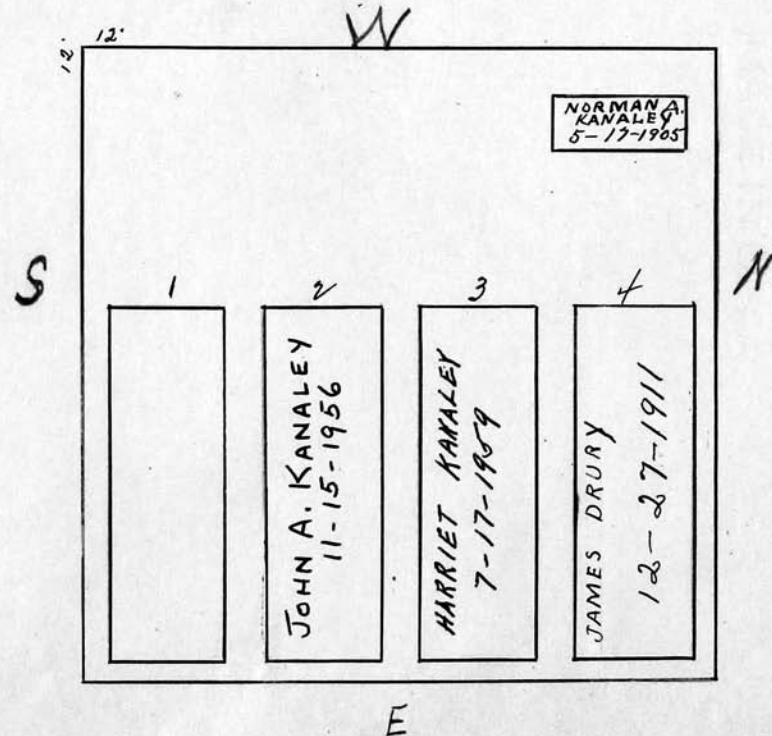 W
12'
12'
NORMAN A.
KANALEY
5-17-1905
S
N
1
2
3
4
JOHN A. KANALEY
11-15-1956
HARRIET KANALEY
7-17-1959
JAMES DRURY
12-27-1911
E